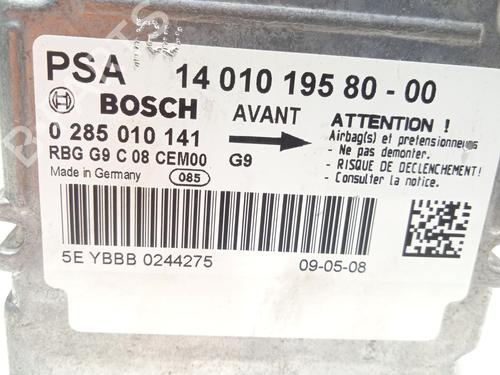 PSA 14 010 195 80 - 00
BOSCH AVANT
0 285 010 141
RBG G9 C 08 CEM00 G9
Made in Germany 085
ATTENTION !
Airbag(s) et pretensionneurs
- Ne pas demonter.
- RISQUE DE DECLENCHEMENT!
- Consulter la notice.
5E YBBB 0244275 09-05-08